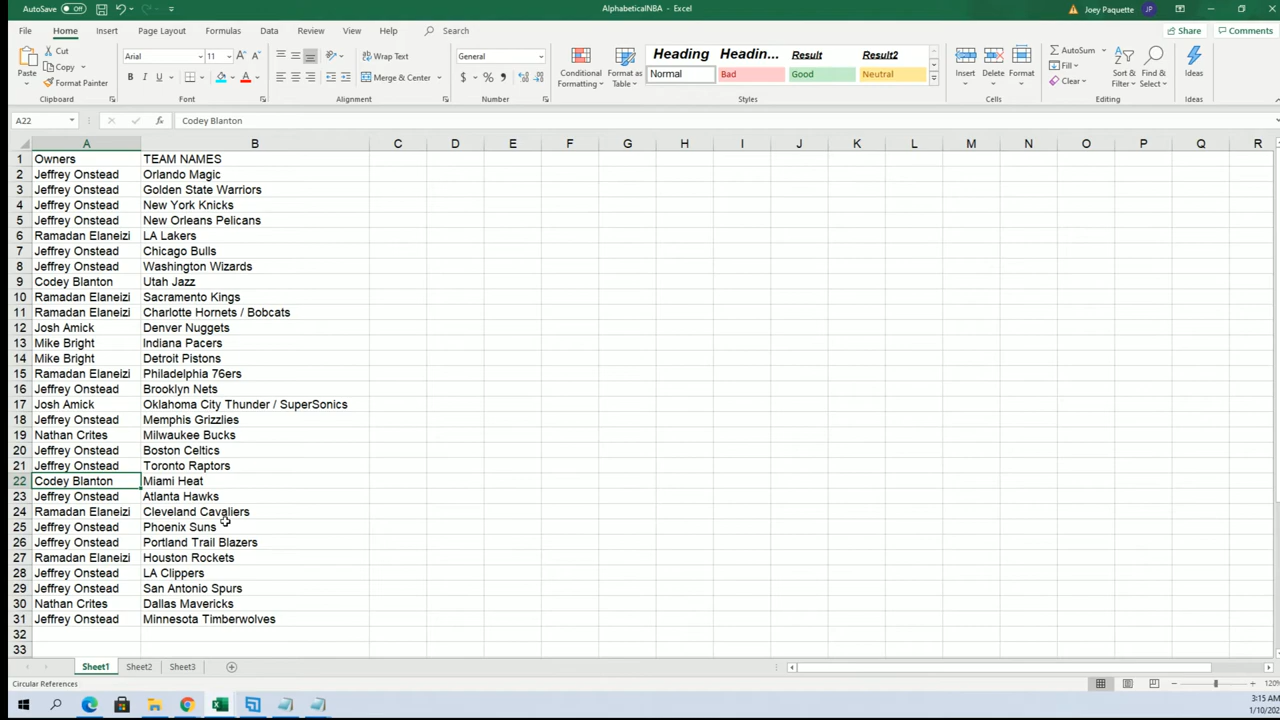 AutoSave Off AlphabeticalNBA - Excel Joey Paquette JP
File Home Insert Page Layout Formulas Data Review View Help Search Share Comments
Paste Cut Copy Format Painter Clipboard
Arial 11 A A B I U A Font
Wrap Text Merge & Center Alignment
General $ % 9 Number
Conditional Formatting Format as Table
Heading Headin... Result Result2
Normal Bad Good Neutral
Styles
Insert Delete Format Cells
AutoSum Fill Clear Sort & Filter Find & Select Editing
Ideas Ideas
A22 fx Codey Blanton
A B C D E F G H I J K L M N O P Q R
1 Owners TEAM NAMES
2 Jeffrey Onstead Orlando Magic
3 Jeffrey Onstead Golden State Warriors
4 Jeffrey Onstead New York Knicks
5 Jeffrey Onstead New Orleans Pelicans
6 Ramadan Elaneizi LA Lakers
7 Jeffrey Onstead Chicago Bulls
8 Jeffrey Onstead Washington Wizards
9 Codey Blanton Utah Jazz
10 Ramadan Elaneizi Sacramento Kings
11 Ramadan Elaneizi Charlotte Hornets / Bobcats
12 Josh Amick Denver Nuggets
13 Mike Bright Indiana Pacers
14 Mike Bright Detroit Pistons
15 Ramadan Elaneizi Philadelphia 76ers
16 Jeffrey Onstead Brooklyn Nets
17 Josh Amick Oklahoma City Thunder / SuperSonics
18 Jeffrey Onstead Memphis Grizzlies
19 Nathan Crites Milwaukee Bucks
20 Jeffrey Onstead Boston Celtics
21 Jeffrey Onstead Toronto Raptors
22 Codey Blanton Miami Heat
23 Jeffrey Onstead Atlanta Hawks
24 Ramadan Elaneizi Cleveland Cavaliers
25 Jeffrey Onstead Phoenix Suns
26 Jeffrey Onstead Portland Trail Blazers
27 Ramadan Elaneizi Houston Rockets
28 Jeffrey Onstead LA Clippers
29 Jeffrey Onstead San Antonio Spurs
30 Nathan Crites Dallas Mavericks
31 Jeffrey Onstead Minnesota Timberwolves
32
33
Sheet1 Sheet2 Sheet3
Circular References 120%
3:15 AM
1/10/202